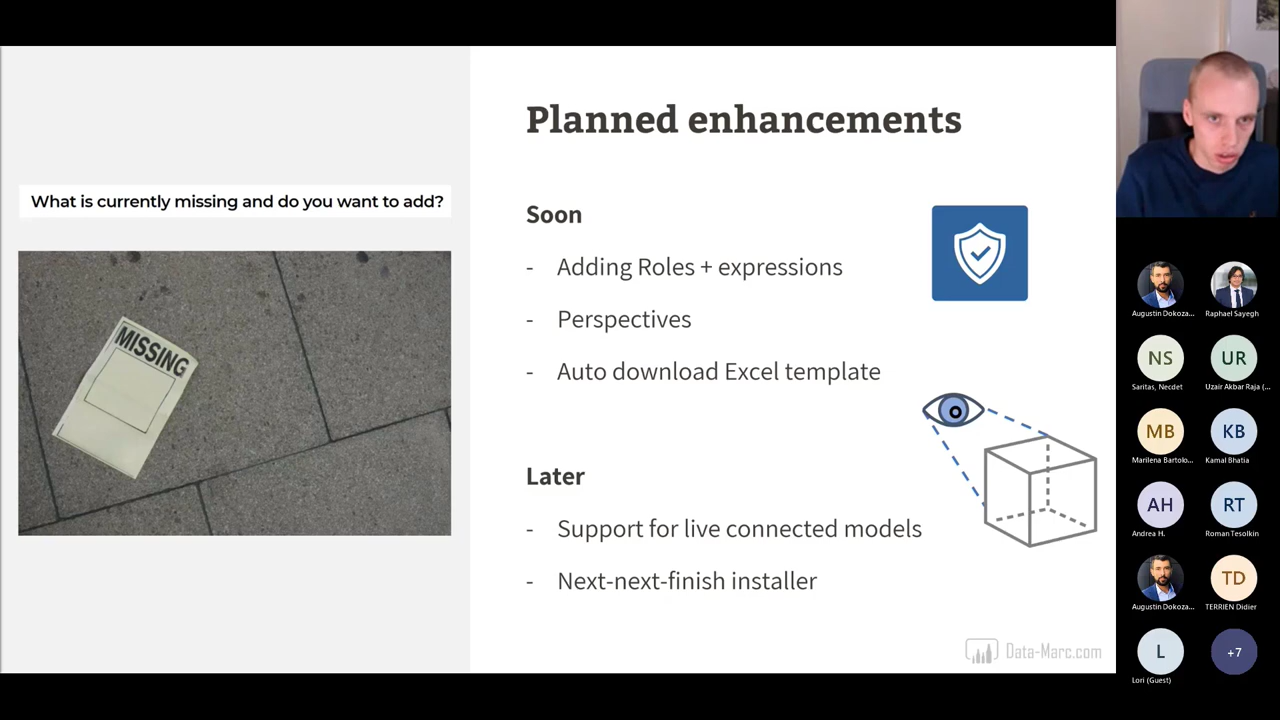 What is currently missing and do you want to add?
MISSING
Planned enhancements
Soon
- Adding Roles + expressions
- Perspectives
- Auto download Excel template
Later
- Support for live connected models
- Next-next-finish installer
Data-Marc.com
Augustin Dokoza...
Raphael Sayegh
NS
UR
Saritas, Necdet
Uzair Akbar Raja (...
MB
KB
Marilena Bartolo...
Kamal Bhatia
AH
RT
Andrea H.
Roman Tesolkin
TD
Augustin Dokoza...
TERRIEN Didier
L
+7
Lori (Guest)